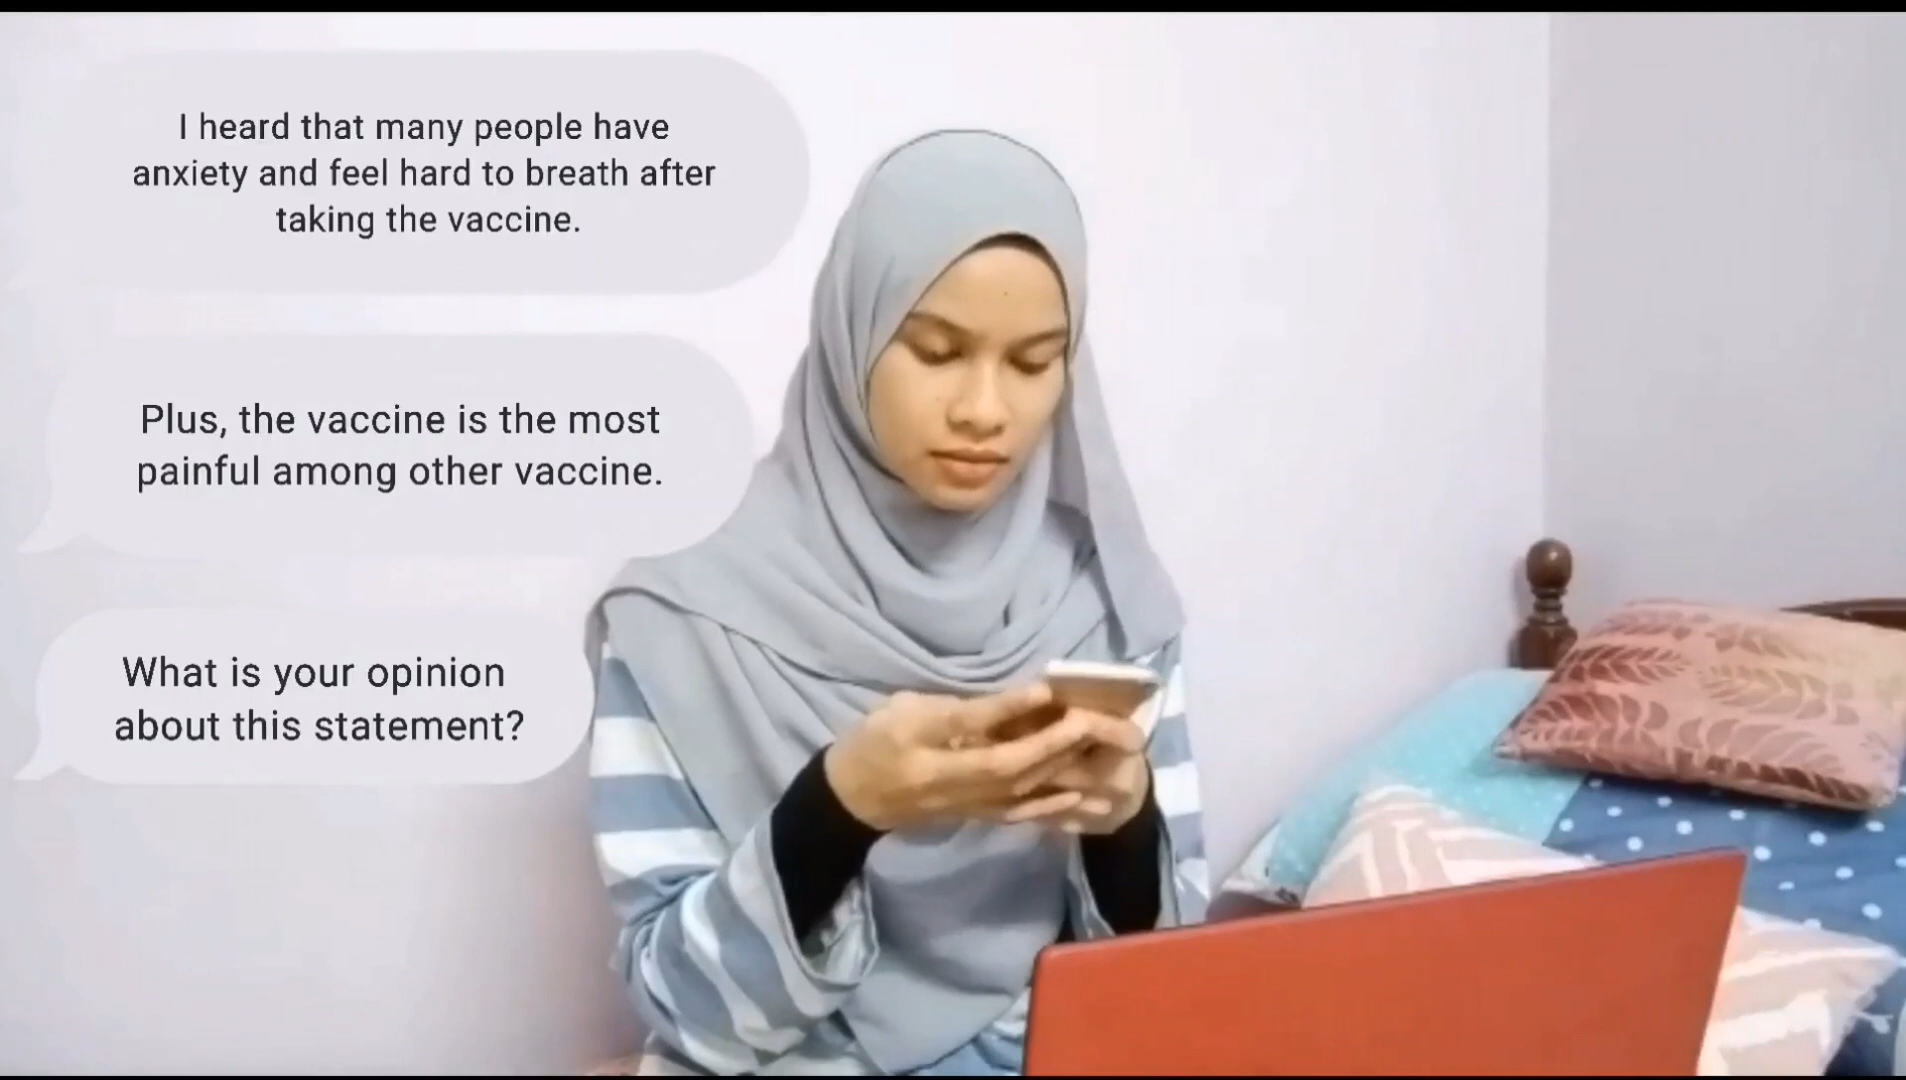 I heard that many people have
anxiety and feel hard to breath after
taking the vaccine.
Plus, the vaccine is the most
painful among other vaccine.
What is your opinion
about this statement?